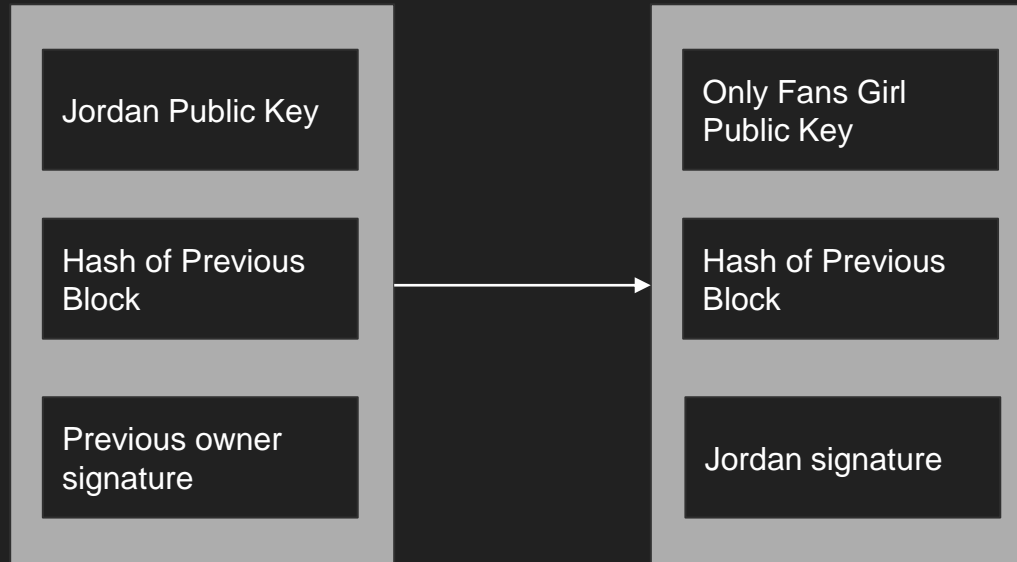 Jordan Public Key
Hash of Previous
Block
Previous owner
signature
Only Fans Girl
Public Key
Hash of Previous
Block
Jordan signature